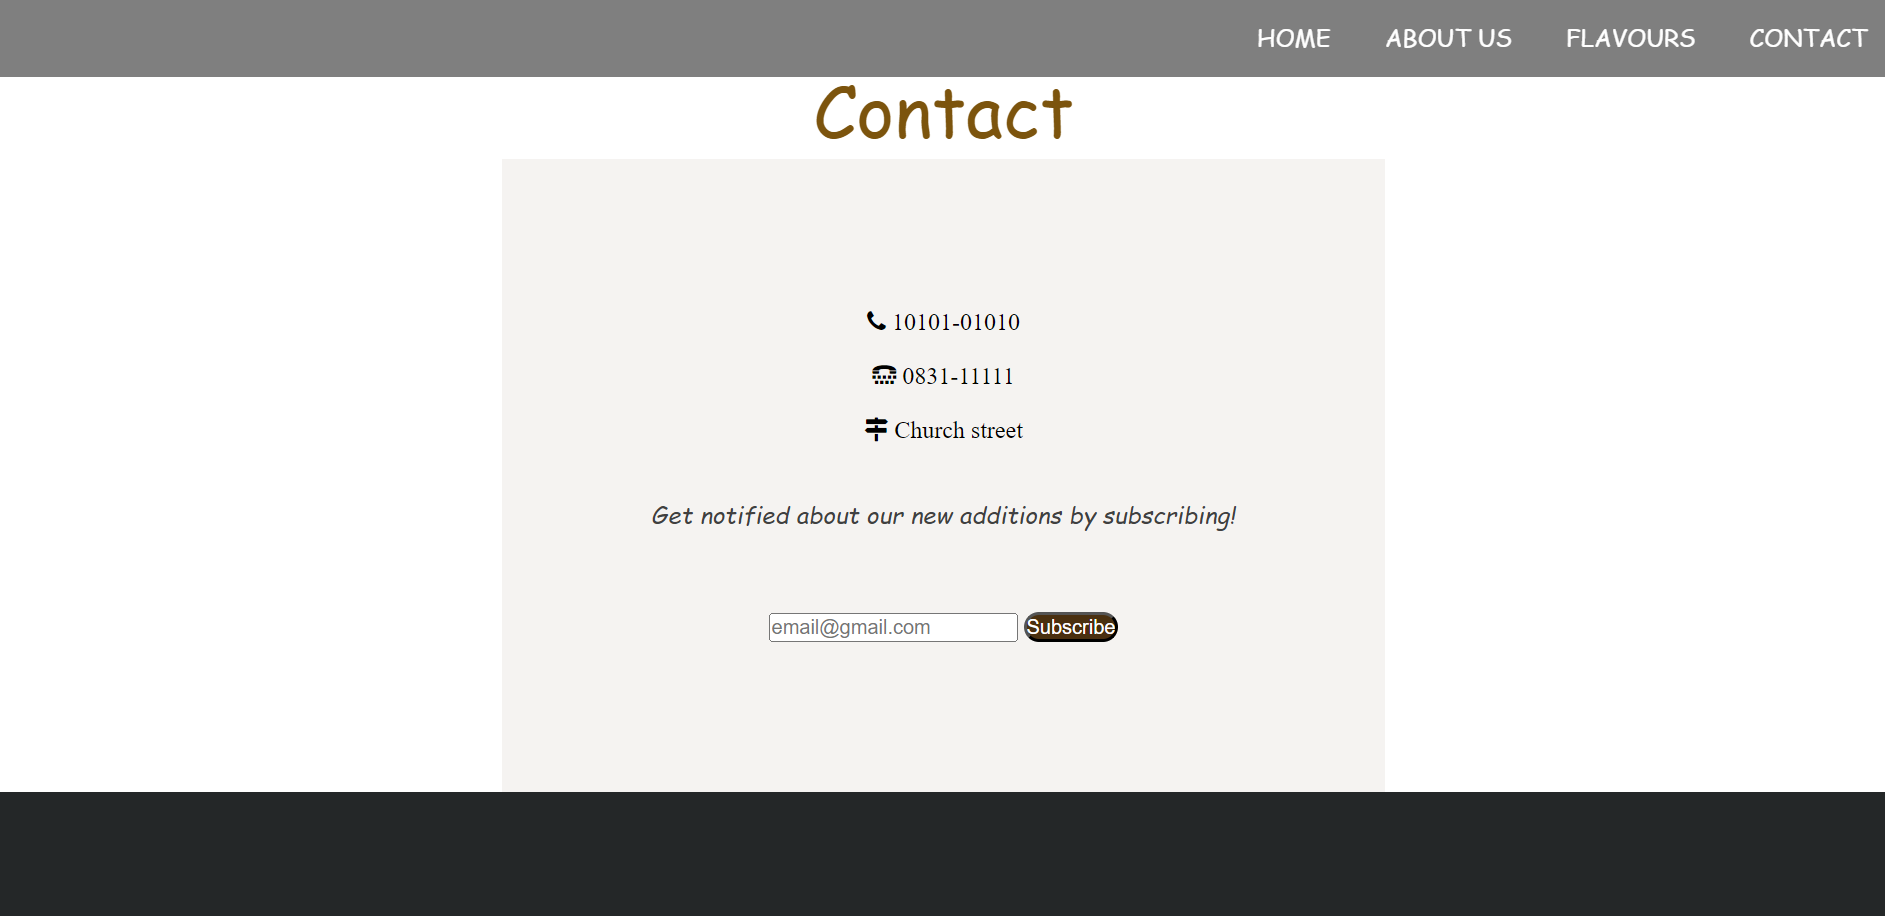 HOME ABOUT US FLAVOURS CONTACT
Contact
10101-01010
0831-11111
Church street
Get notified about our new additions by subscribing!
email@gmail.com Subscribe